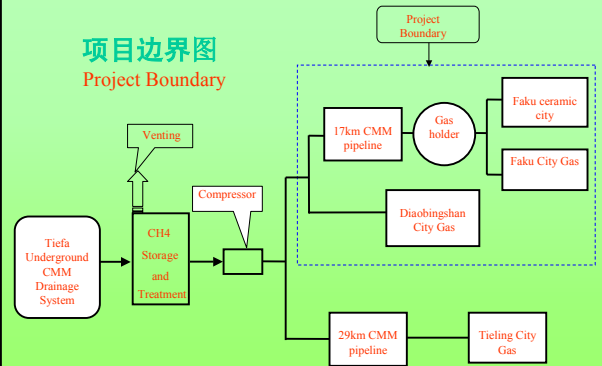 项目边界图
Project Boundary
Project
Boundary
Venting
Compressor
Tiefa
Underground
CMM
Drainage
System
CH4
Storage
and
Treatment
17km CMM
pipeline
Gas
holder
Faku ceramic
city
Faku City Gas
Diaobingshan
City Gas
29km CMM
pipeline
Tieling City
Gas